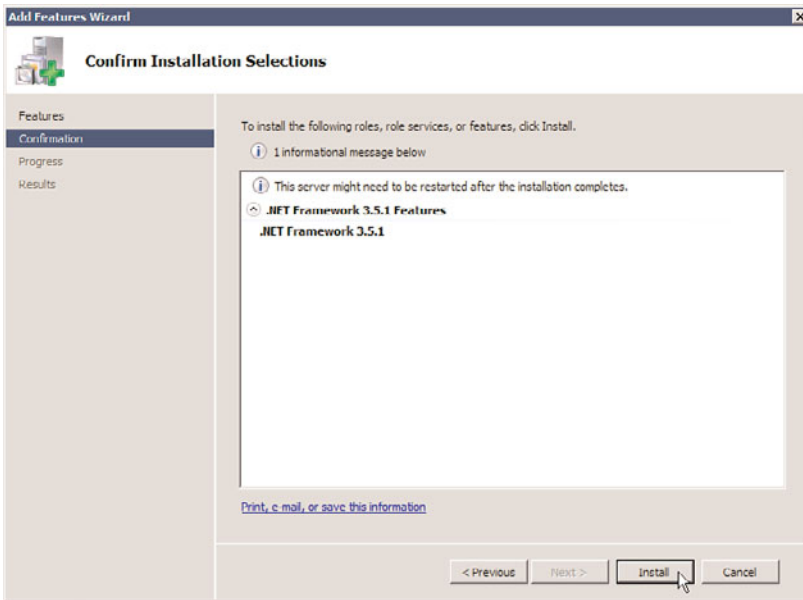 Add Features Wizard
Confirm Installation Selections
Features
Confirmation
Progress
Results
To install the following roles, role services, or features, click Install.
1 informational message below
This server might need to be restarted after the installation completes.
.NET Framework 3.5.1 Features
.NET Framework 3.5.1
Print, e-mail, or save this information
< Previous
Next >
Install
Cancel